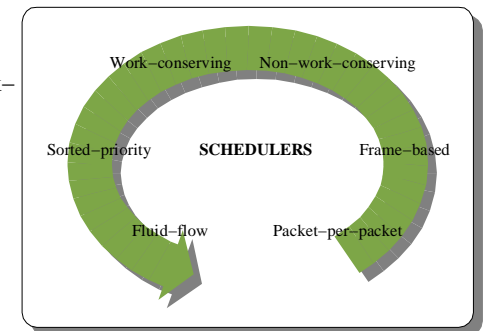 Work−conserving Non−work−conserving
Sorted−priority SCHEDULERS Frame−based
Fluid−flow Packet−per−packet